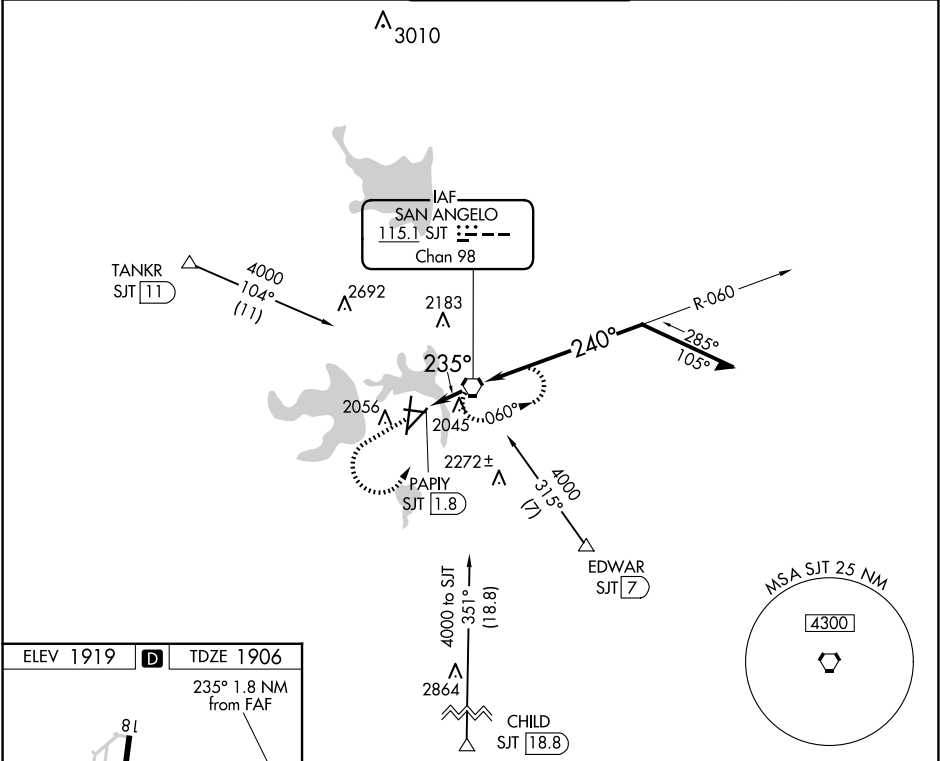 3010
IAF
SAN ANGELO
115.1 SJT
Chan 98
TANKR
SJT 11
4000
104°
(11)
2692
2183
R-060
285°
105°
240°
235°
2056
2045
060°
2272±
PAPIY
SJT 1.8
4000
315°
(7)
EDWAR
SJT 7
4000 to SJT
351°
(18.8)
2864
CHILD
SJT 18.8
MSA SJT 25 NM
4300
ELEV 1919 D TDZE 1906
235° 1.8 NM
from FAF
18